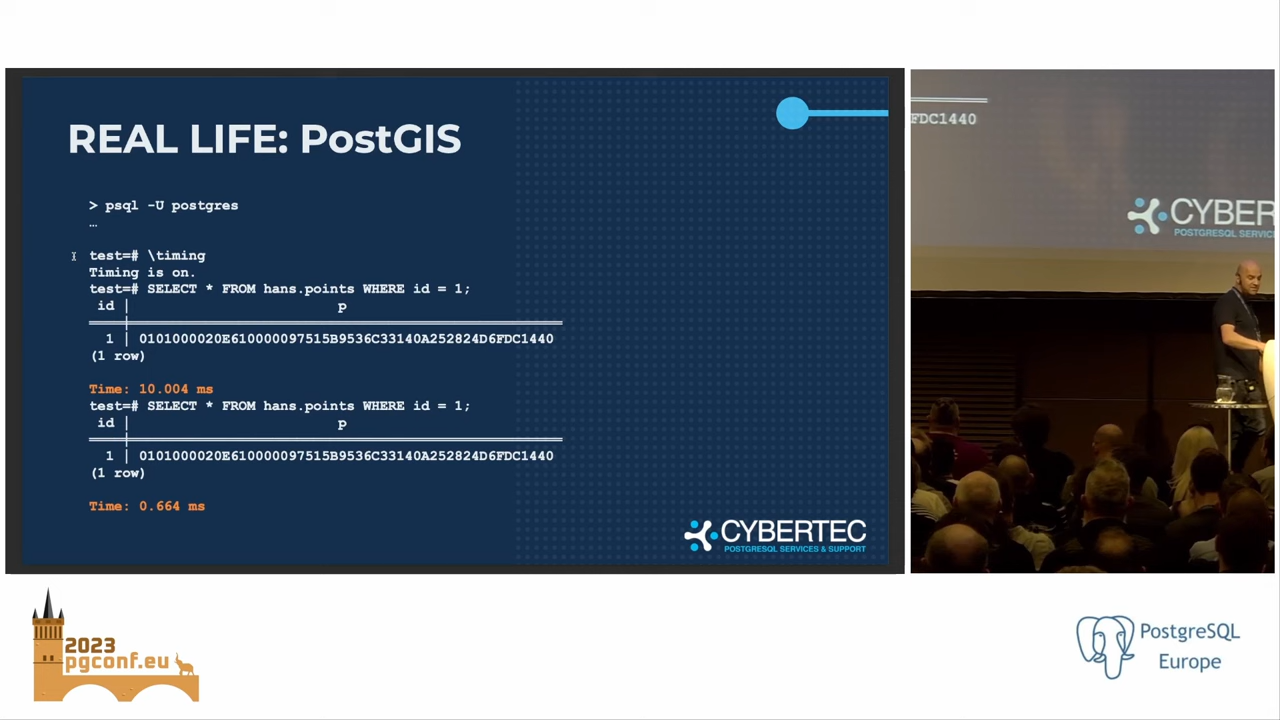 REAL LIFE: PostGIS
> psql -U postgres
…
test=# \timing
Timing is on.
test=# SELECT * FROM hans.points WHERE id = 1;
id | p
1 | 0101000020E610000097515B9536C33140A252824D6FDC1440
(1 row)
Time: 10.004 ms
test=# SELECT * FROM hans.points WHERE id = 1;
id | p
1 | 0101000020E610000097515B9536C33140A252824D6FDC1440
(1 row)
Time: 0.664 ms
CYBERTEC
POSTGRESQL SERVICES & SUPPORT
FDC1440
CYBER
POSTGRESQL SERVICES
2023
pgconf.eu
PostgreSQL
Europe